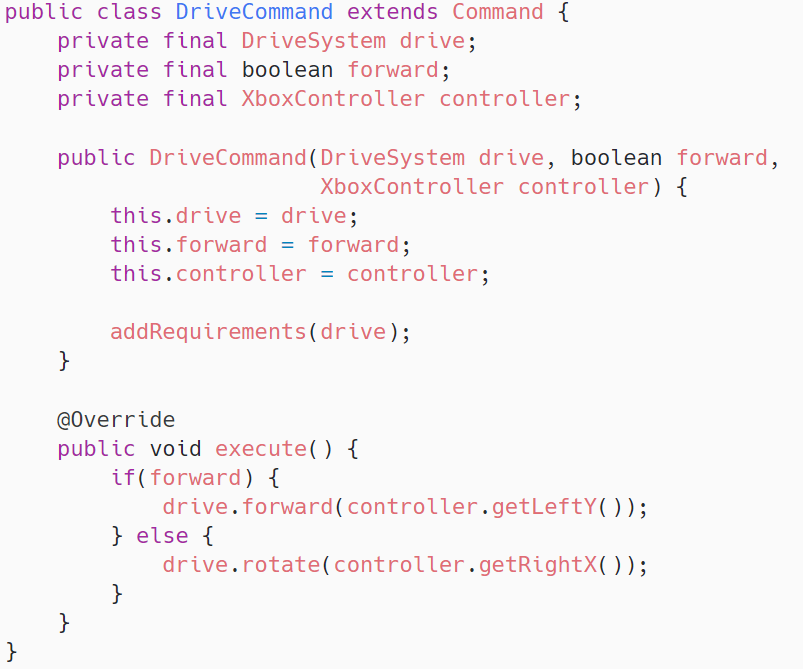 public class DriveCommand extends Command {
    private final DriveSystem drive;
    private final boolean forward;
    private final XboxController controller;

    public DriveCommand(DriveSystem drive, boolean forward,
                        XboxController controller) {
        this.drive = drive;
        this.forward = forward;
        this.controller = controller;

        addRequirements(drive);
    }

    @Override
    public void execute() {
        if(forward) {
            drive.forward(controller.getLeftY());
        } else {
            drive.rotate(controller.getRightX());
        }
    }
}